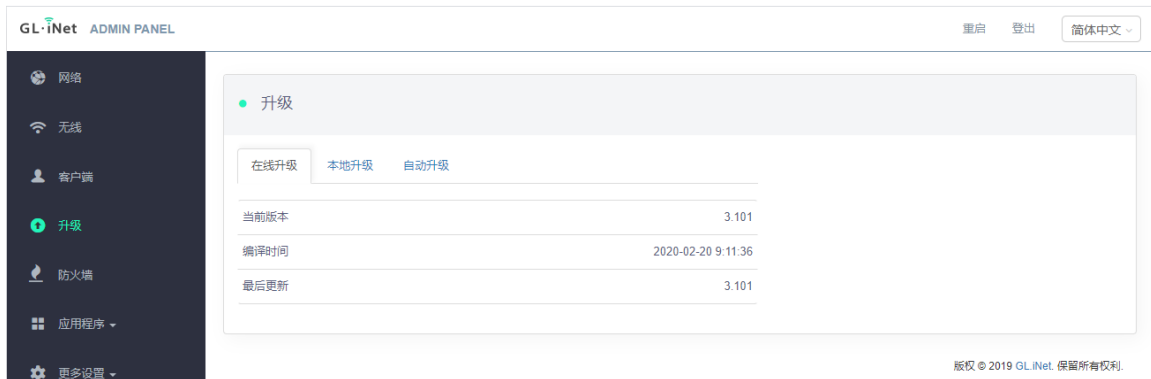 GL·iNet ADMIN PANEL 重启 登出 简体中文
网络
无线
客户端
升级
防火墙
应用程序
更多设置
升级
在线升级 本地升级 自动升级
当前版本 3.101
编译时间 2020-02-20 9:11:36
最后更新 3.101
版权 © 2019 GL.iNet. 保留所有权利.